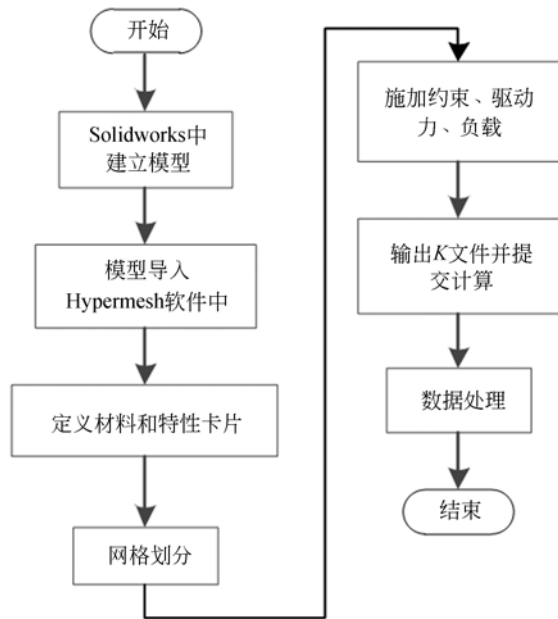 开始
Solidworks中
建立模型
模型导入
Hypermesh软件中
定义材料和特性卡片
网格划分
施加约束、驱动
力、负载
输出K文件并提
交计算
数据处理
结束